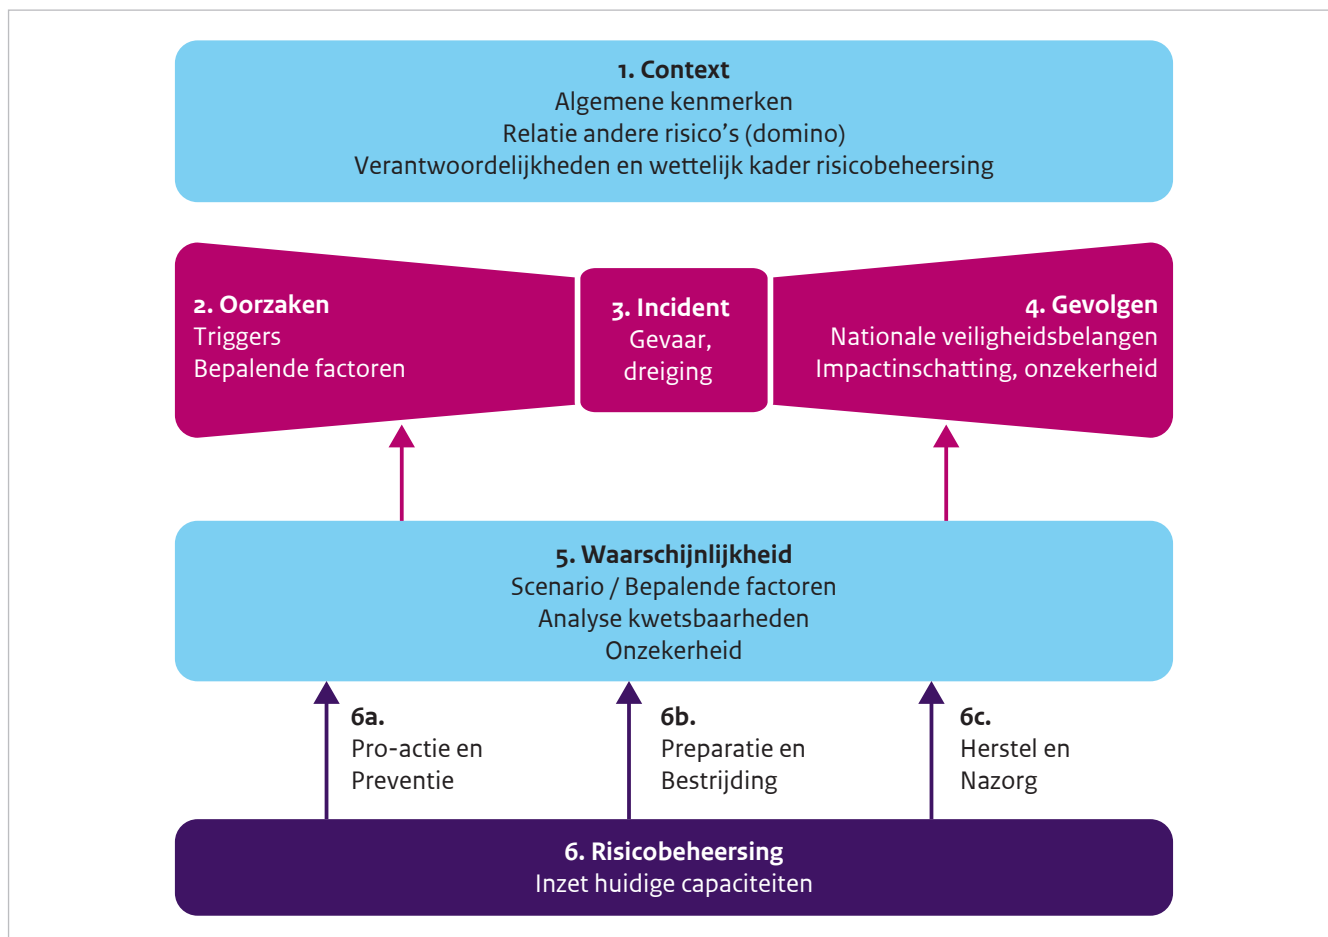 1. Context
Algemene kenmerken
Relatie andere risico’s (domino)
Verantwoordelijkheden en wettelijk kader risicobeheersing
2. Oorzaken
Triggers
Bepalende factoren
3. Incident
Gevaar,
dreiging
4. Gevolgen
Nationale veiligheidsbelangen
Impactinschatting, onzekerheid
5. Waarschijnlijkheid
Scenario / Bepalende factoren
Analyse kwetsbaarheden
Onzekerheid
6a.
Pro-actie en
Preventie
6b.
Preparatie en
Bestrijding
6c.
Herstel en
Nazorg
6. Risicobeheersing
Inzet huidige capaciteiten